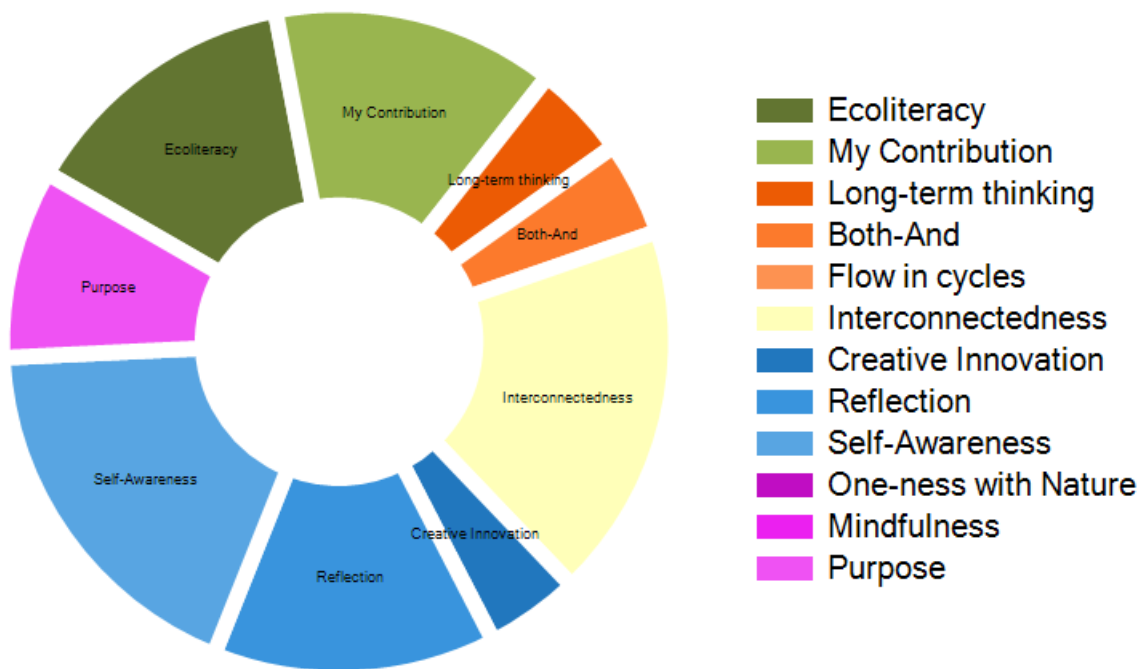 My Contribution
Ecoliteracy
Long-term thinking
Both-And
Purpose
Interconnectedness
Self-Awareness
Creative Innovation
Reflection
Ecoliteracy
My Contribution
Long-term thinking
Both-And
Flow in cycles
Interconnectedness
Creative Innovation
Reflection
Self-Awareness
One-ness with Nature
Mindfulness
Purpose